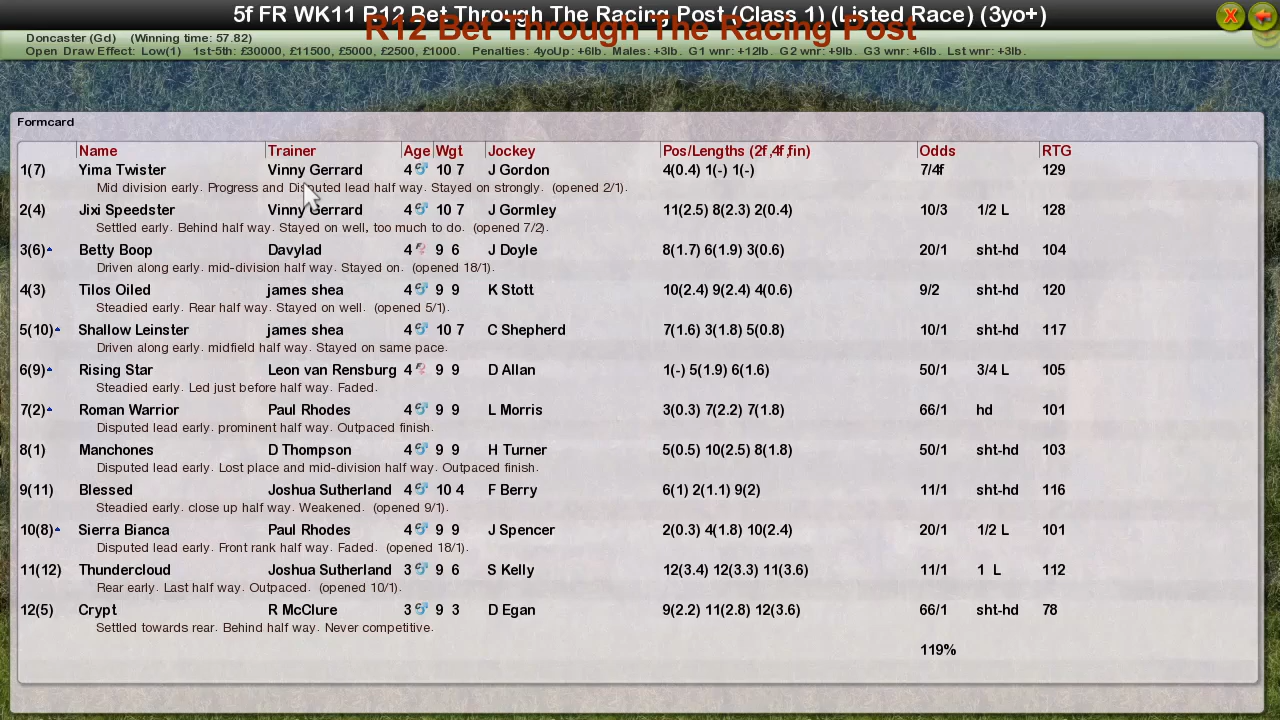 5f FR WK11 R12 Bet Through The Racing Post (Class 1) (Listed Race) (3yo+)
R12 Bet Through The Racing Post
Doncaster (Gd) (Winning time: 57.82)
Open Draw Effect: Low(1) 1st-5th: £30000, £11500, £5000, £2500, £1000. Penalties: 4yoUp: +6lb. Males: +3lb. G1 wnr: +12lb. G2 wnr: +9lb. G3 wnr: +6lb. Lst wnr: +3lb.
Formcard
Name Trainer Age Wgt Jockey Pos/Lengths (2f,4f,fin) Odds RTG
1(7) Yima Twister Vinny Gerrard 4 10 7 J Gordon 4(0.4) 1(-) 1(-) 7/4f 129
Mid division early. Progress and Disputed lead half way. Stayed on strongly. (opened 2/1).
2(4) Jixi Speedster Vinny Gerrard 4 10 7 J Gormley 11(2.5) 8(2.3) 2(0.4) 10/3 1/2 L 128
Settled early. Behind half way. Stayed on well, too much to do. (opened 7/2).
3(6) Betty Boop Davylad 4 9 6 J Doyle 8(1.7) 6(1.9) 3(0.6) 20/1 sht-hd 104
Driven along early. mid-division half way. Stayed on. (opened 18/1).
4(3) Tilos Oiled james shea 4 9 9 K Stott 10(2.4) 9(2.4) 4(0.6) 9/2 sht-hd 120
Steadied early. Rear half way. Stayed on well. (opened 5/1).
5(10) Shallow Leinster james shea 4 10 7 C Shepherd 7(1.6) 3(1.8) 5(0.8) 10/1 sht-hd 117
Driven along early. midfield half way. Stayed on same pace.
6(9) Rising Star Leon van Rensburg 4 9 9 D Allan 1(-) 5(1.9) 6(1.6) 50/1 3/4 L 105
Steadied early. Led just before half way. Faded.
7(2) Roman Warrior Paul Rhodes 4 9 9 L Morris 3(0.3) 7(2.2) 7(1.8) 66/1 hd 101
Disputed lead early. prominent half way. Outpaced finish.
8(1) Manchones D Thompson 4 9 9 H Turner 5(0.5) 10(2.5) 8(1.8) 50/1 sht-hd 103
Disputed lead early. Lost place and mid-division half way. Outpaced finish.
9(11) Blessed Joshua Sutherland 4 10 4 F Berry 6(1) 2(1.1) 9(2) 11/1 sht-hd 116
Steadied early. close up half way. Weakened. (opened 9/1).
10(8) Sierra Bianca Paul Rhodes 4 9 9 J Spencer 2(0.3) 4(1.8) 10(2.4) 20/1 1/2 L 101
Disputed lead early. Front rank half way. Faded. (opened 18/1).
11(12) Thundercloud Joshua Sutherland 3 9 6 S Kelly 12(3.4) 12(3.3) 11(3.6) 11/1 1 L 112
Rear early. Last half way. Outpaced. (opened 10/1).
12(5) Crypt R McClure 3 9 3 D Egan 9(2.2) 11(2.8) 12(3.6) 66/1 sht-hd 78
Settled towards rear. Behind half way. Never competitive.
119%